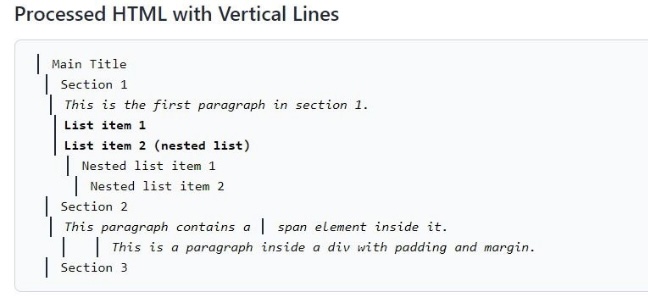 Processed HTML with Vertical Lines
Main Title
Section 1
This is the first paragraph in section 1.
List item 1
List item 2 (nested list)
Nested list item 1
Nested list item 2
Section 2
This paragraph contains a | span element inside it.
This is a paragraph inside a div with padding and margin.
Section 3